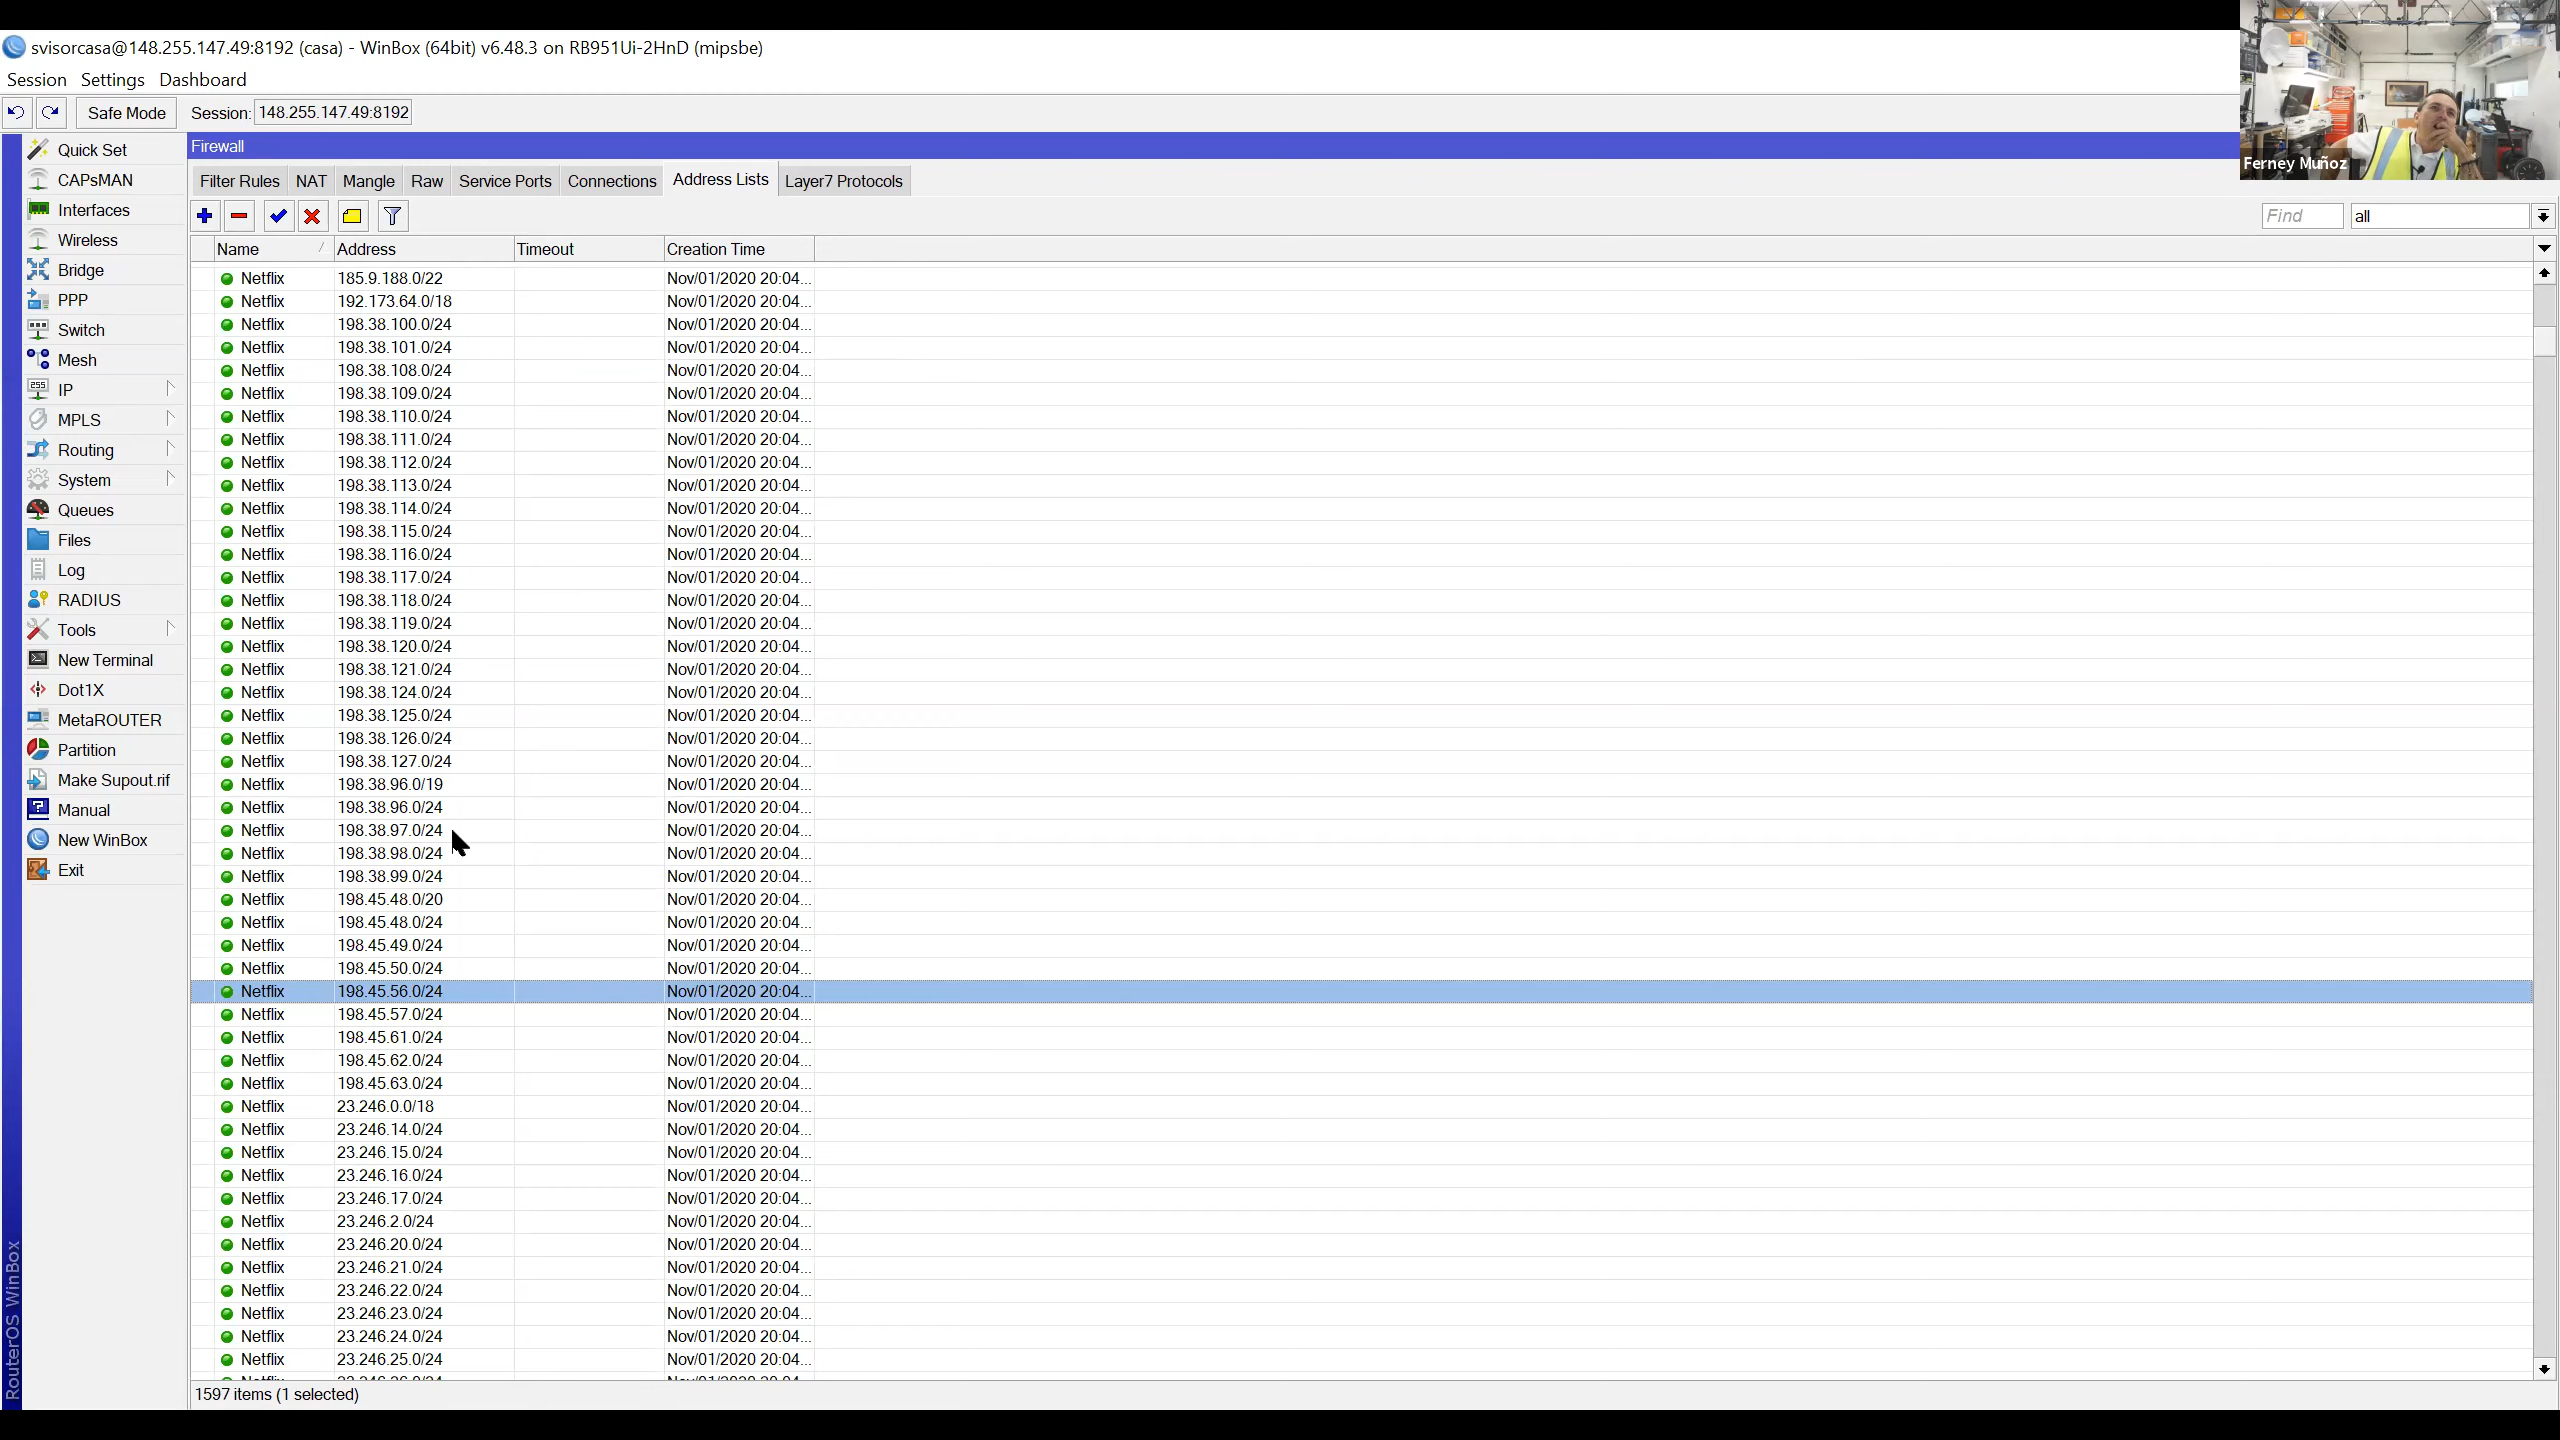 svisorcasa@148.255.147.49:8192 (casa) - WinBox (64bit) v6.48.3 on RB951Ui-2HnD (mipsbe)
Session Settings Dashboard
Safe Mode Session: 148.255.147.49:8192
Ferney Muñoz
Quick Set
CAPsMAN
Interfaces
Wireless
Bridge
PPP
Switch
Mesh
IP
MPLS
Routing
System
Queues
Files
Log
RADIUS
Tools
New Terminal
Dot1X
MetaROUTER
Partition
Make Supout.rif
Manual
New WinBox
Exit
RouterOS WinBox
Firewall
Filter Rules NAT Mangle Raw Service Ports Connections Address Lists Layer7 Protocols
Find all
Name Address Timeout Creation Time
Netflix 185.9.188.0/22 Nov/01/2020 20:04...
Netflix 192.173.64.0/18 Nov/01/2020 20:04...
Netflix 198.38.100.0/24 Nov/01/2020 20:04...
Netflix 198.38.101.0/24 Nov/01/2020 20:04...
Netflix 198.38.108.0/24 Nov/01/2020 20:04...
Netflix 198.38.109.0/24 Nov/01/2020 20:04...
Netflix 198.38.110.0/24 Nov/01/2020 20:04...
Netflix 198.38.111.0/24 Nov/01/2020 20:04...
Netflix 198.38.112.0/24 Nov/01/2020 20:04...
Netflix 198.38.113.0/24 Nov/01/2020 20:04...
Netflix 198.38.114.0/24 Nov/01/2020 20:04...
Netflix 198.38.115.0/24 Nov/01/2020 20:04...
Netflix 198.38.116.0/24 Nov/01/2020 20:04...
Netflix 198.38.117.0/24 Nov/01/2020 20:04...
Netflix 198.38.118.0/24 Nov/01/2020 20:04...
Netflix 198.38.119.0/24 Nov/01/2020 20:04...
Netflix 198.38.120.0/24 Nov/01/2020 20:04...
Netflix 198.38.121.0/24 Nov/01/2020 20:04...
Netflix 198.38.124.0/24 Nov/01/2020 20:04...
Netflix 198.38.125.0/24 Nov/01/2020 20:04...
Netflix 198.38.126.0/24 Nov/01/2020 20:04...
Netflix 198.38.127.0/24 Nov/01/2020 20:04...
Netflix 198.38.96.0/19 Nov/01/2020 20:04...
Netflix 198.38.96.0/24 Nov/01/2020 20:04...
Netflix 198.38.97.0/24 Nov/01/2020 20:04...
Netflix 198.38.98.0/24 Nov/01/2020 20:04...
Netflix 198.38.99.0/24 Nov/01/2020 20:04...
Netflix 198.45.48.0/20 Nov/01/2020 20:04...
Netflix 198.45.48.0/24 Nov/01/2020 20:04...
Netflix 198.45.49.0/24 Nov/01/2020 20:04...
Netflix 198.45.50.0/24 Nov/01/2020 20:04...
Netflix 198.45.56.0/24 Nov/01/2020 20:04...
Netflix 198.45.57.0/24 Nov/01/2020 20:04...
Netflix 198.45.61.0/24 Nov/01/2020 20:04...
Netflix 198.45.62.0/24 Nov/01/2020 20:04...
Netflix 198.45.63.0/24 Nov/01/2020 20:04...
Netflix 23.246.0.0/18 Nov/01/2020 20:04...
Netflix 23.246.14.0/24 Nov/01/2020 20:04...
Netflix 23.246.15.0/24 Nov/01/2020 20:04...
Netflix 23.246.16.0/24 Nov/01/2020 20:04...
Netflix 23.246.17.0/24 Nov/01/2020 20:04...
Netflix 23.246.2.0/24 Nov/01/2020 20:04...
Netflix 23.246.20.0/24 Nov/01/2020 20:04...
Netflix 23.246.21.0/24 Nov/01/2020 20:04...
Netflix 23.246.22.0/24 Nov/01/2020 20:04...
Netflix 23.246.23.0/24 Nov/01/2020 20:04...
Netflix 23.246.24.0/24 Nov/01/2020 20:04...
Netflix 23.246.25.0/24 Nov/01/2020 20:04...
1597 items (1 selected)